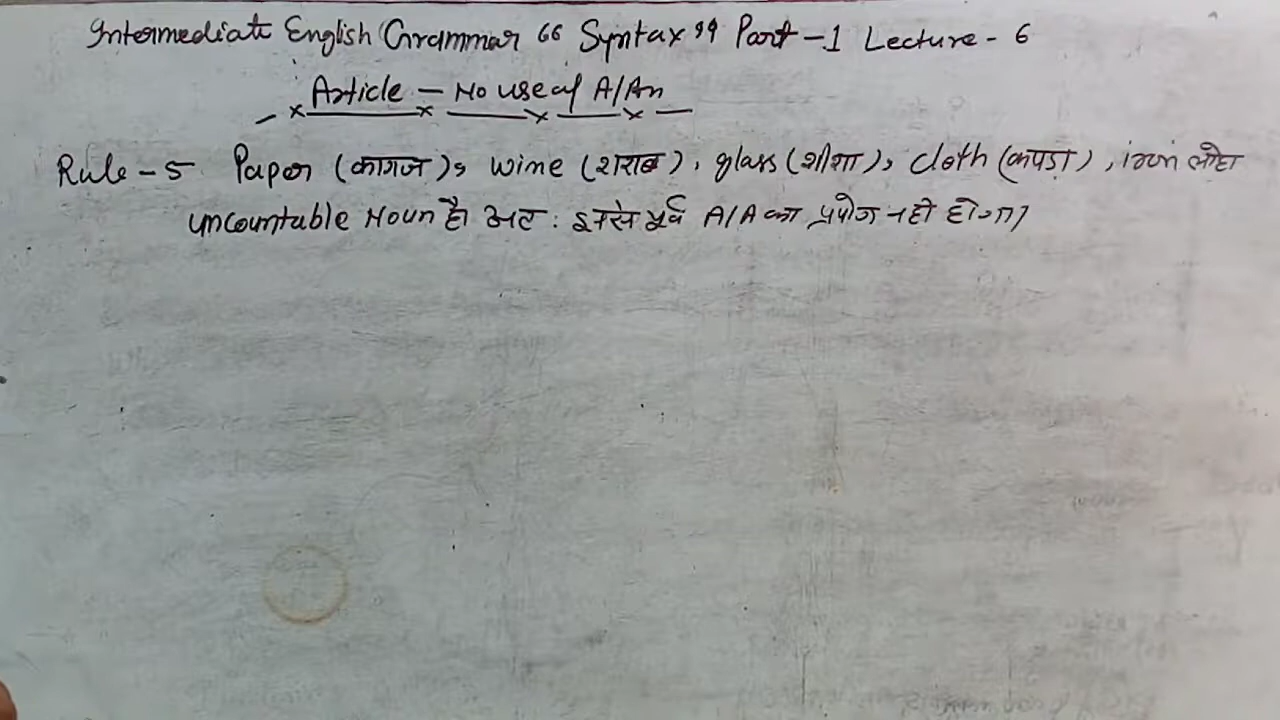 Intermediate English Grammar " Syntax " Part - 1 Lecture - 6
Article - No use of A/An
Rule - 5 Paper (कागज), wine (शराब), glass (शीशा), cloth (कपड़ा), iron लोहा
uncountable Noun है अतः इनसे पूर्व A/A का प्रयोग नही होगा